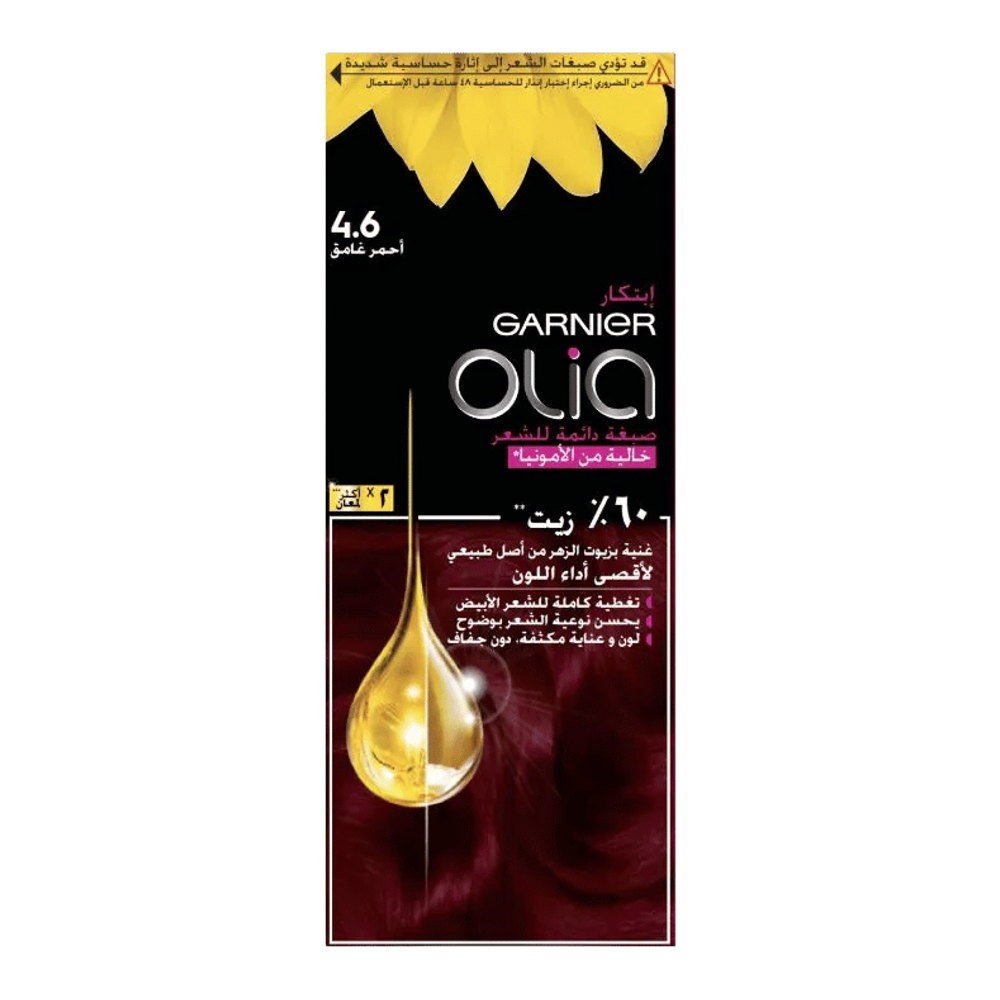 قد تؤدي صبغات الشعر إلى إثارة حساسية شديدة
من الضروري إجراء إختبار إنذار للحساسية ٤٨ ساعة قبل الإستعمال
4.6
أحمر غامق
إبتكار
GARNIER
OLIA
صبغة دائمة للشعر
خالية من الأمونيا*
٢ x أكثر لمعان
٦٠٪ زيت**
غنية بزيوت الزهر من أصل طبيعي
لأقصى أداء اللون
تغطية كاملة للشعر الأبيض
يحسن نوعية الشعر بوضوح
لون و عناية مكثفة، دون جفاف